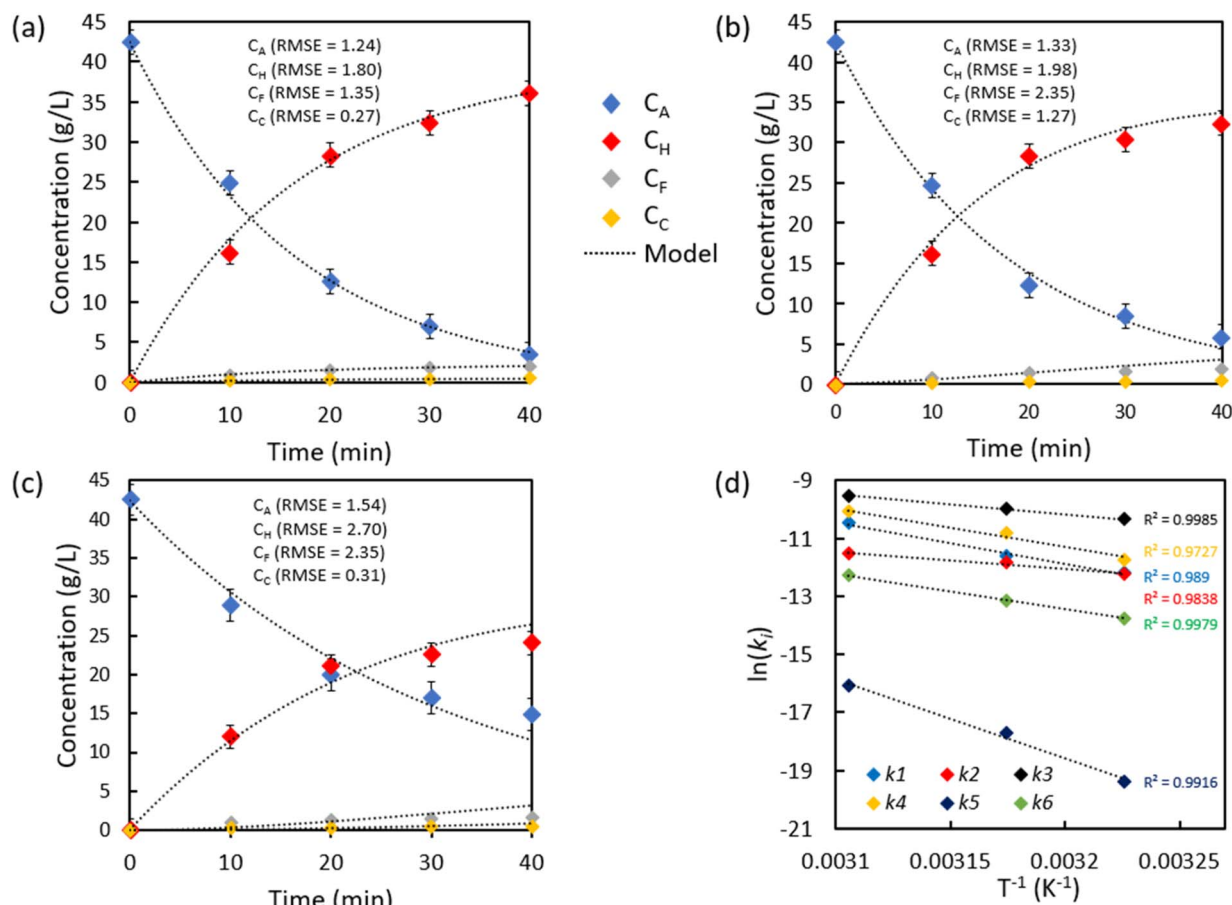 (a)
45
40
35
30
25
20
15
10
5
0
C_A (RMSE = 1.24)
C_H (RMSE = 1.80)
C_F (RMSE = 1.35)
C_C (RMSE = 0.27)
Concentration (g/L)
0 10 20 30 40
Time (min)
C_A
C_H
C_F
C_C
Model
(b)
45
40
35
30
25
20
15
10
5
0
C_A (RMSE = 1.33)
C_H (RMSE = 1.98)
C_F (RMSE = 2.35)
C_C (RMSE = 1.27)
Concentration (g/L)
0 10 20 30 40
Time (min)
(c)
45
40
35
30
25
20
15
10
5
0
C_A (RMSE = 1.54)
C_H (RMSE = 2.70)
C_F (RMSE = 2.35)
C_C (RMSE = 0.31)
Concentration (g/L)
0 10 20 30 40
Time (min)
(d)
-9
-11
-13
-15
-17
-19
-21
ln(k_i)
R² = 0.9985
R² = 0.9727
R² = 0.989
R² = 0.9838
R² = 0.9979
R² = 0.9916
k1 k2 k3
k4 k5 k6
0.0031 0.00315 0.0032 0.00325
T⁻¹ (K⁻¹)